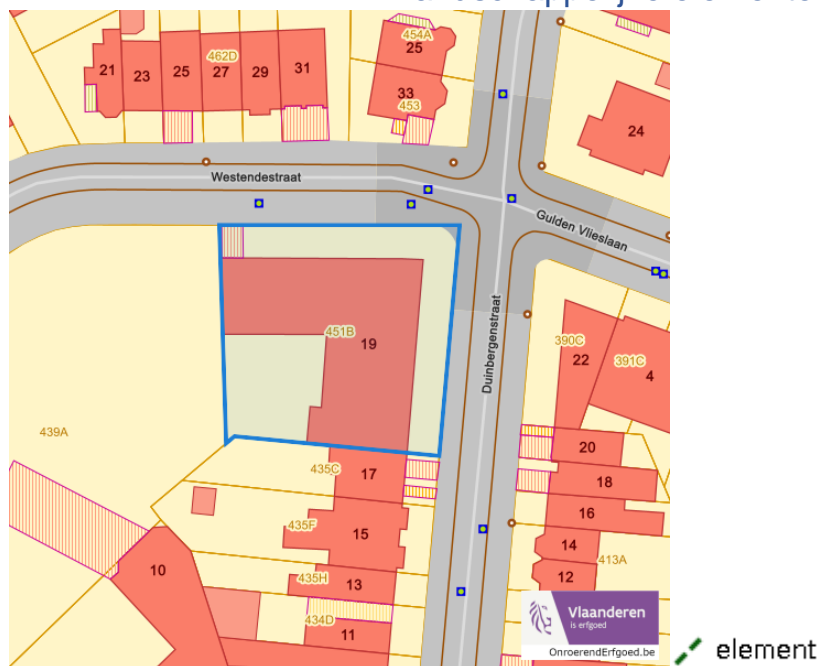 462D
454A
21
23
25
27
29
31
25
33
453
24
Westendestraat
Gulden Vlieslaan
Duinbergenstraat
451B
19
390C
22
391C
4
439A
435C
17
20
18
16
435F
15
14
413A
10
435H
13
12
434D
11
Vlaanderen
is erfgoed
OnroerendErfgoed.be
element